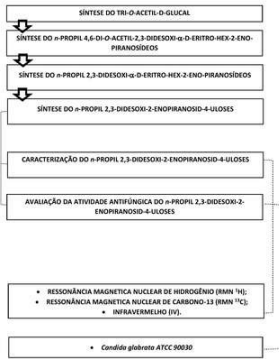 SÍNTESE DO TRI-O-ACETIL-D-GLUCAL
SÍNTESE DO n-PROPIL 4,6-DI-O-ACETIL-2,3-DIDESOXI-α-D-ERITRO-HEX-2-ENO-
PIRANOSÍDEOS
SÍNTESE DO n-PROPIL 2,3-DIDESOXI-α-D-ERITRO-HEX-2-ENO-PIRANOSÍDEOS
SÍNTESE DO n-PROPIL 2,3-DIDESOXI-2-ENOPIRANOSID-4-ULOSES
CARACTERIZAÇÃO DO n-PROPIL 2,3-DIDESOXI-2-ENOPIRANOSID-4-ULOSES
AVALIAÇÃO DA ATIVIDADE ANTIFÚNGICA DO n-PROPIL 2,3-DIDESOXI-2-
ENOPIRANOSID-4-ULOSES
• RESSONÂNCIA MAGNETICA NUCLEAR DE HIDROGÊNIO (RMN ¹H);
• RESSONÂNCIA MAGNETICA NUCLEAR DE CARBONO-13 (RMN ¹³C);
• INFRAVERMELHO (IV).
• Candida glabrata ATCC 90030